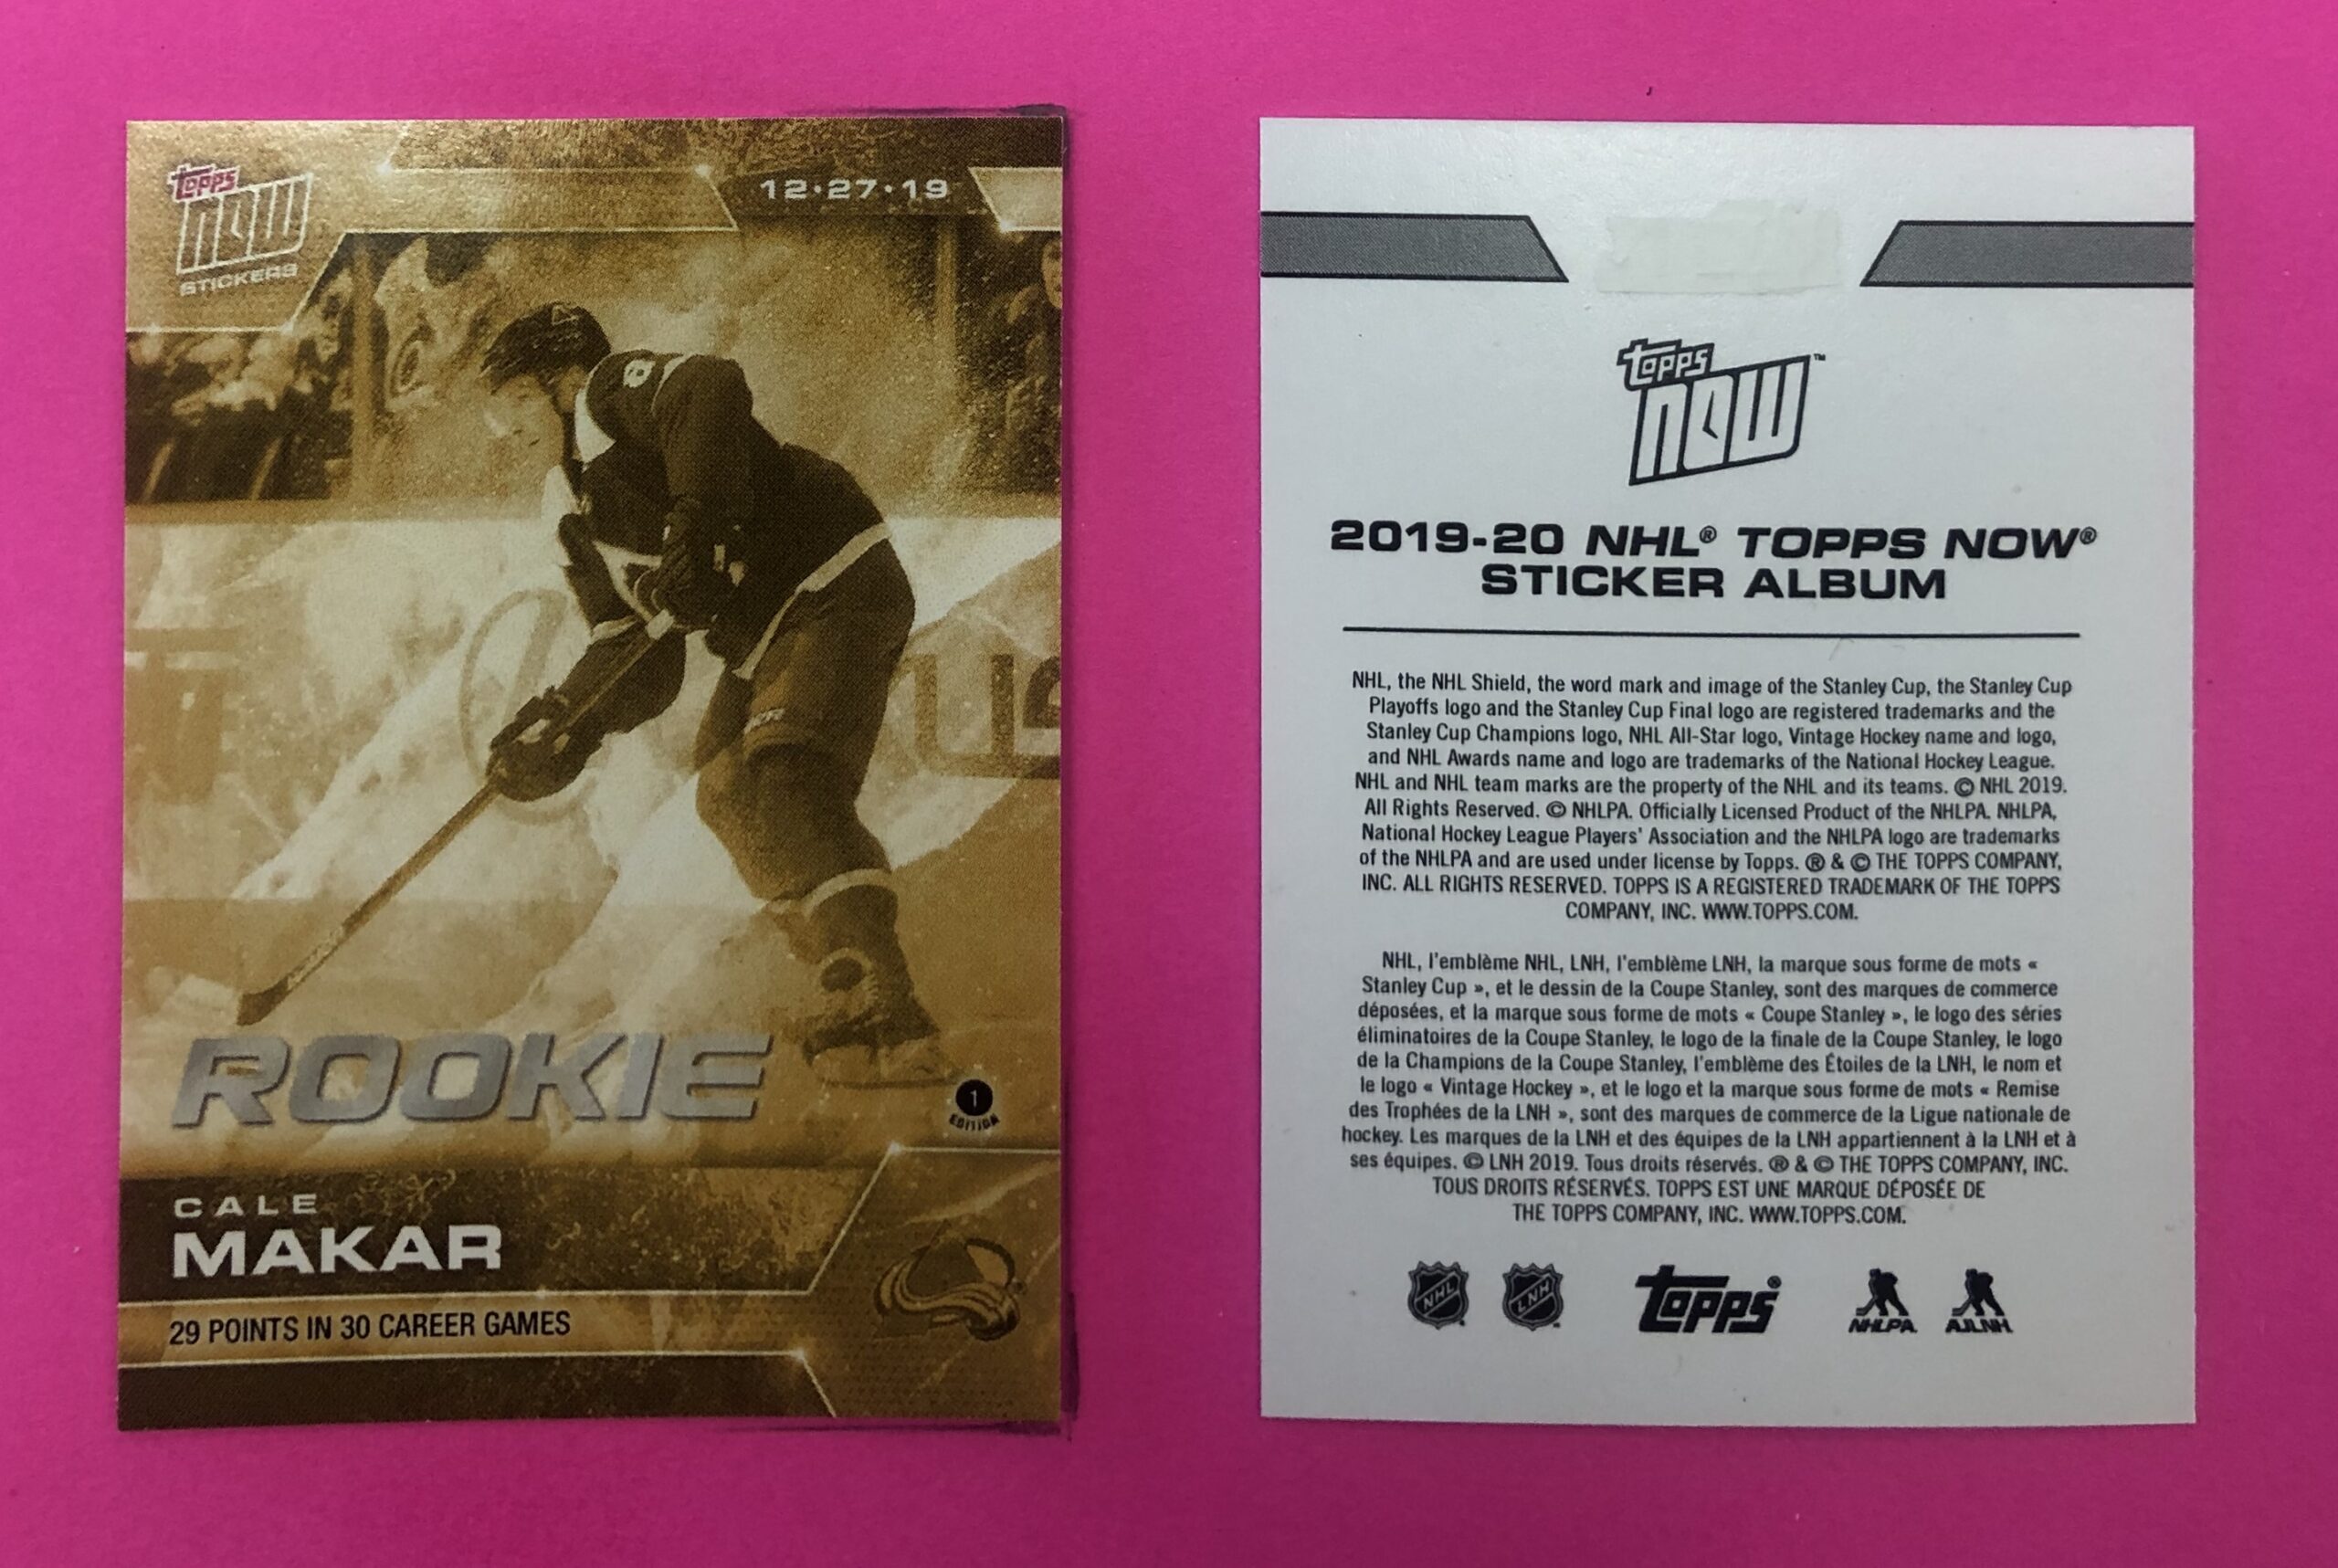 topps
NOW
STICKERS
12·27·19
ROOKIE
1
EDITION
CALE
MAKAR
29 POINTS IN 30 CAREER GAMES
topps
NOW™
2019-20 NHL® TOPPS NOW®
STICKER ALBUM
NHL, the NHL Shield, the word mark and image of the Stanley Cup, the Stanley Cup
Playoffs logo and the Stanley Cup Final logo are registered trademarks and the
Stanley Cup Champions logo, NHL All-Star logo, Vintage Hockey name and logo,
and NHL Awards name and logo are trademarks of the National Hockey League.
NHL and NHL team marks are the property of the NHL and its teams. © NHL 2019.
All Rights Reserved. © NHLPA. Officially Licensed Product of the NHLPA. NHLPA,
National Hockey League Players' Association and the NHLPA logo are trademarks
of the NHLPA and are used under license by Topps. ® & © THE TOPPS COMPANY,
INC. ALL RIGHTS RESERVED. TOPPS IS A REGISTERED TRADEMARK OF THE TOPPS
COMPANY, INC. WWW.TOPPS.COM.
NHL, l'emblème NHL, LNH, l'emblème LNH, la marque sous forme de mots «
Stanley Cup », et le dessin de la Coupe Stanley, sont des marques de commerce
déposées, et la marque sous forme de mots « Coupe Stanley », le logo des séries
éliminatoires de la Coupe Stanley, le logo de la finale de la Coupe Stanley, le logo
de la Champions de la Coupe Stanley, l'emblème des Étoiles de la LNH, le nom et
le logo « Vintage Hockey », et le logo et la marque sous forme de mots « Remise
des Trophées de la LNH », sont des marques de commerce de la Ligue nationale de
hockey. Les marques de la LNH et des équipes de la LNH appartiennent à la LNH et à
ses équipes. © LNH 2019. Tous droits réservés. ® & © THE TOPPS COMPANY, INC.
TOUS DROITS RÉSERVÉS. TOPPS EST UNE MARQUE DÉPOSÉE DE
THE TOPPS COMPANY, INC. WWW.TOPPS.COM.
NHL LNH topps® NHLPA AJLNH